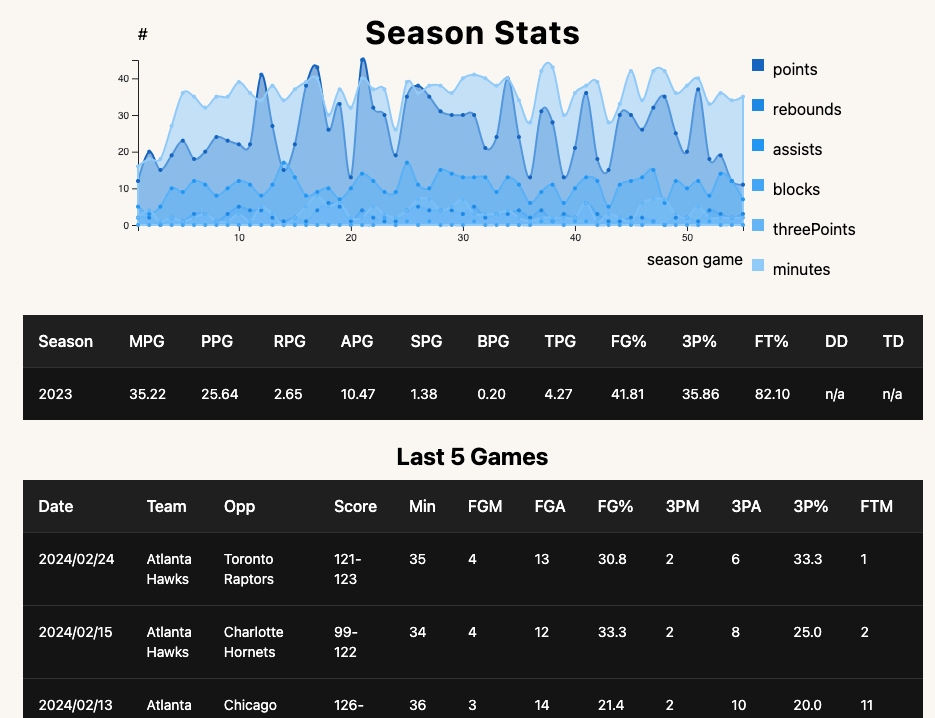 #
Season Stats
40
30
20
10
0
10 20 30 40 50
season game
points
rebounds
assists
blocks
threePoints
minutes
Season MPG PPG RPG APG SPG BPG TPG FG% 3P% FT% DD TD
2023 35.22 25.64 2.65 10.47 1.38 0.20 4.27 41.81 35.86 82.10 n/a n/a
Last 5 Games
Date Team Opp Score Min FGM FGA FG% 3PM 3PA 3P% FTM
2024/02/24 Atlanta Toronto 121- 35 4 13 30.8 2 6 33.3 1
Hawks Raptors 123
2024/02/15 Atlanta Charlotte 99- 34 4 12 33.3 2 8 25.0 2
Hawks Hornets 122
2024/02/13 Atlanta Chicago 126- 36 3 14 21.4 2 10 20.0 11